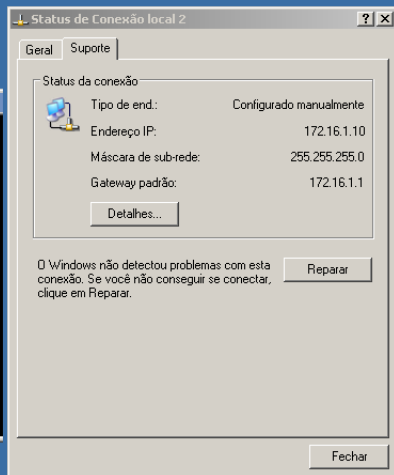 Status de Conexão local 2
Geral
Suporte
Status da conexão
Tipo de end.: Configurado manualmente
Endereço IP: 172.16.1.10
Máscara de sub-rede: 255.255.255.0
Gateway padrão: 172.16.1.1
Detalhes...
O Windows não detectou problemas com esta
conexão. Se você não conseguir se conectar,
clique em Reparar.
Reparar
Fechar